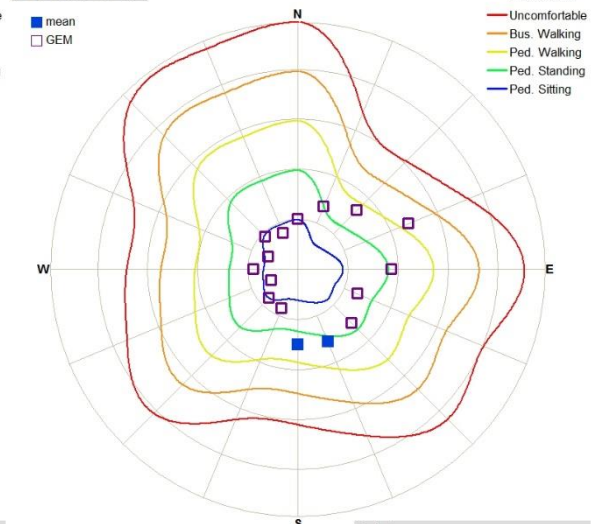 N
mean
GEM
Uncomfortable
Bus. Walking
Ped. Walking
Ped. Standing
Ped. Sitting
W
E
S